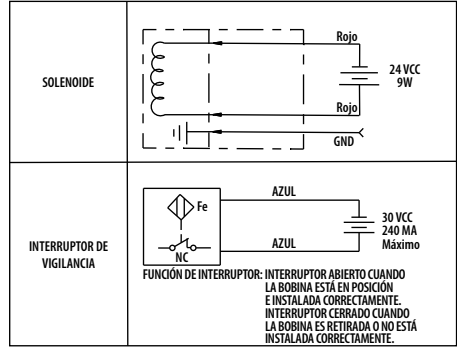 SOLENOIDE
Rojo
24 VCC
9W
Rojo
GND
INTERRUPTOR DE
VIGILANCIA
AZUL
Fe
30 VCC
240 MA
Máximo
AZUL
NC
FUNCIÓN DE INTERRUPTOR: INTERRUPTOR ABIERTO CUANDO
LA BOBINA ESTÁ EN POSICIÓN
E INSTALADA CORRECTAMENTE.
INTERRUPTOR CERRADO CUANDO
LA BOBINA ES RETIRADA O NO ESTÁ
INSTALADA CORRECTAMENTE.